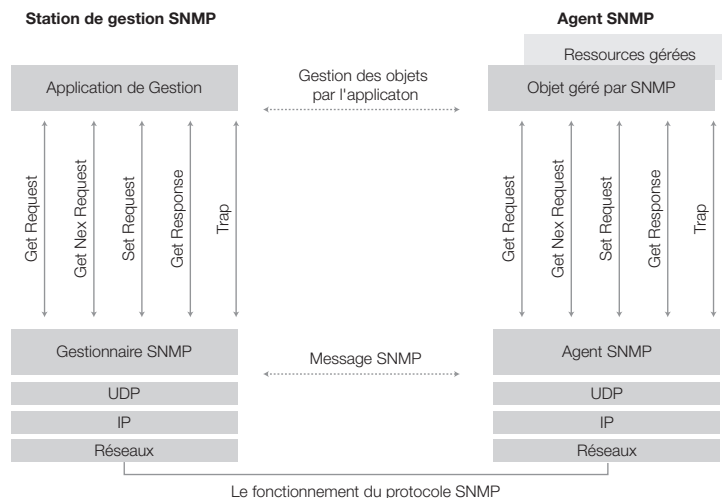 Station de gestion SNMP
Agent SNMP
Ressources gérées
Application de Gestion
Gestion des objets
par l'applicaton
Objet géré par SNMP
Get Request
Get Nex Request
Set Request
Get Response
Trap
Get Request
Get Nex Request
Set Request
Get Response
Trap
Gestionnaire SNMP
Message SNMP
Agent SNMP
UDP
UDP
IP
IP
Réseaux
Réseaux
Le fonctionnement du protocole SNMP